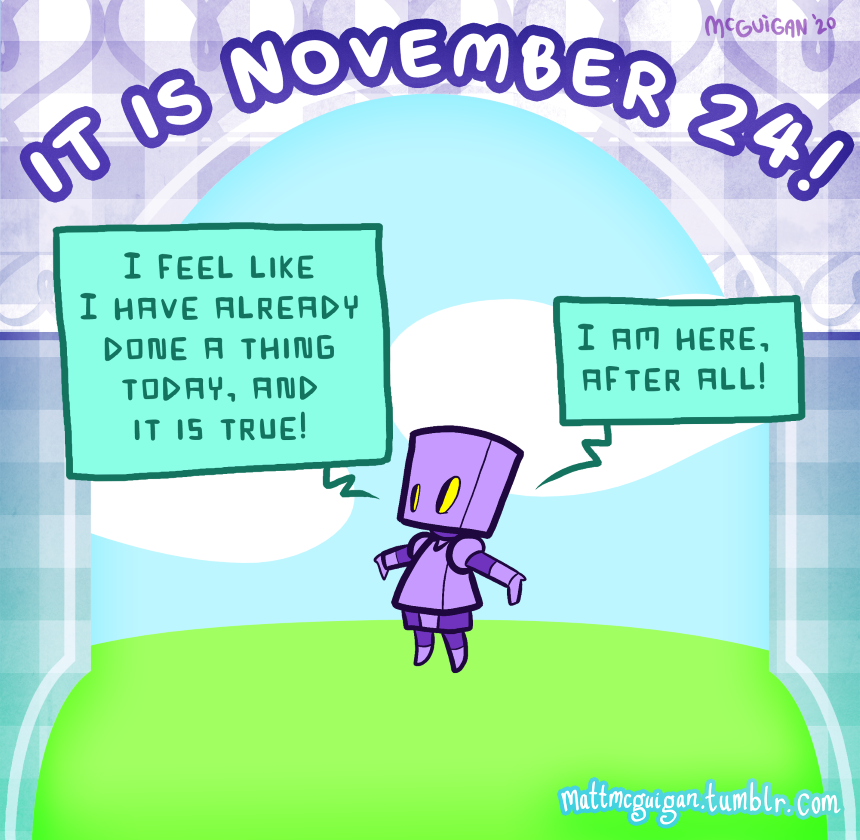 McGUiGAN '20
IT IS NOVEMBER 24!
I FEEL LIKE
I HAVE ALREADY
DONE A THING
TODAY, AND
IT IS TRUE!
I AM HERE,
AFTER ALL!
mattmcguigan.tumblr.com